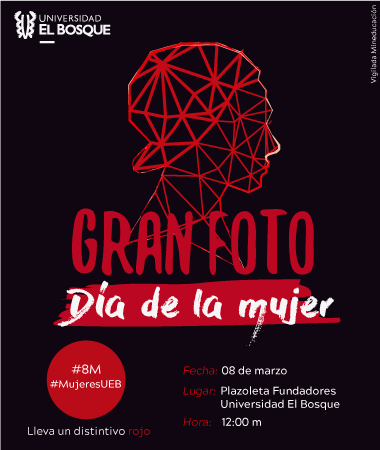 UNIVERSIDAD
EL BOSQUE
Vigilada Mineducación
GRAN FOTO
Día de la mujer
#8M
#MujeresUEB
Lleva un distintivo rojo
Fecha: 08 de marzo
Lugar: Plazoleta Fundadores
Universidad El Bosque
Hora: 12:00 m